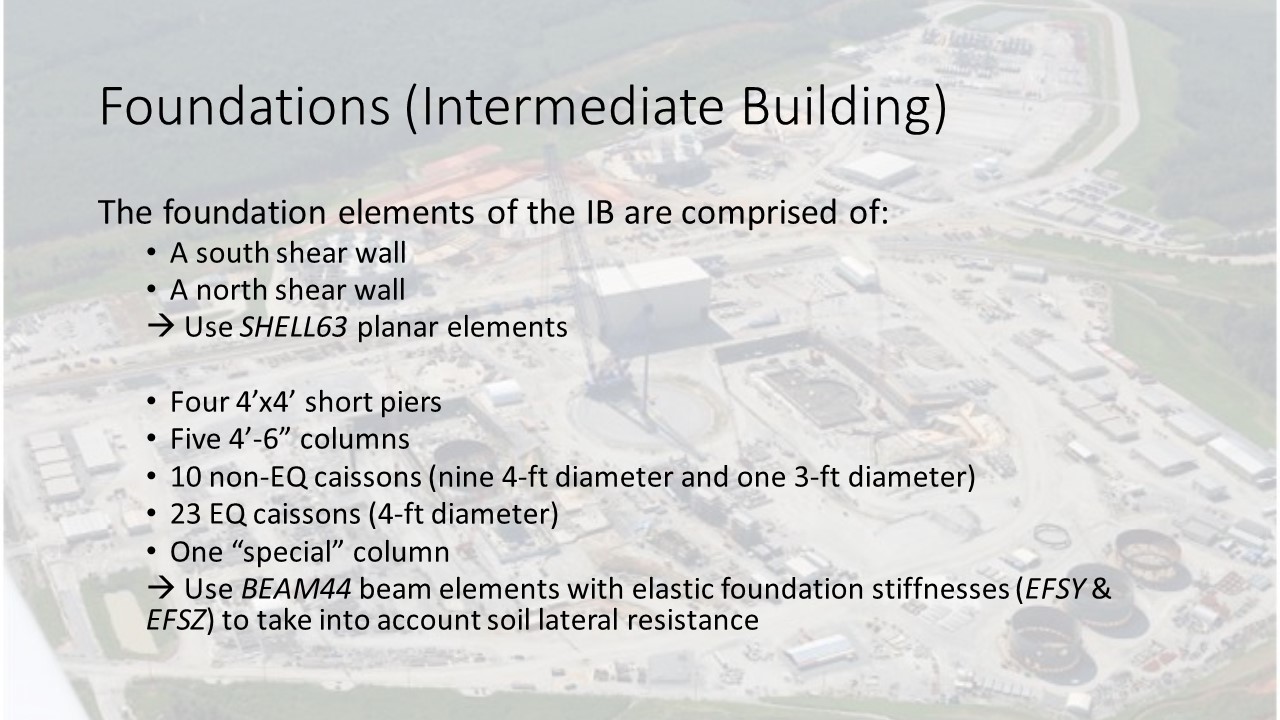 Foundations (Intermediate Building)
The foundation elements of the IB are comprised of:
• A south shear wall
• A north shear wall
→ Use SHELL63 planar elements
• Four 4’x4’ short piers
• Five 4’-6” columns
• 10 non-EQ caissons (nine 4-ft diameter and one 3-ft diameter)
• 23 EQ caissons (4-ft diameter)
• One “special” column
→ Use BEAM44 beam elements with elastic foundation stiffnesses (EFSY &
EFSZ) to take into account soil lateral resistance